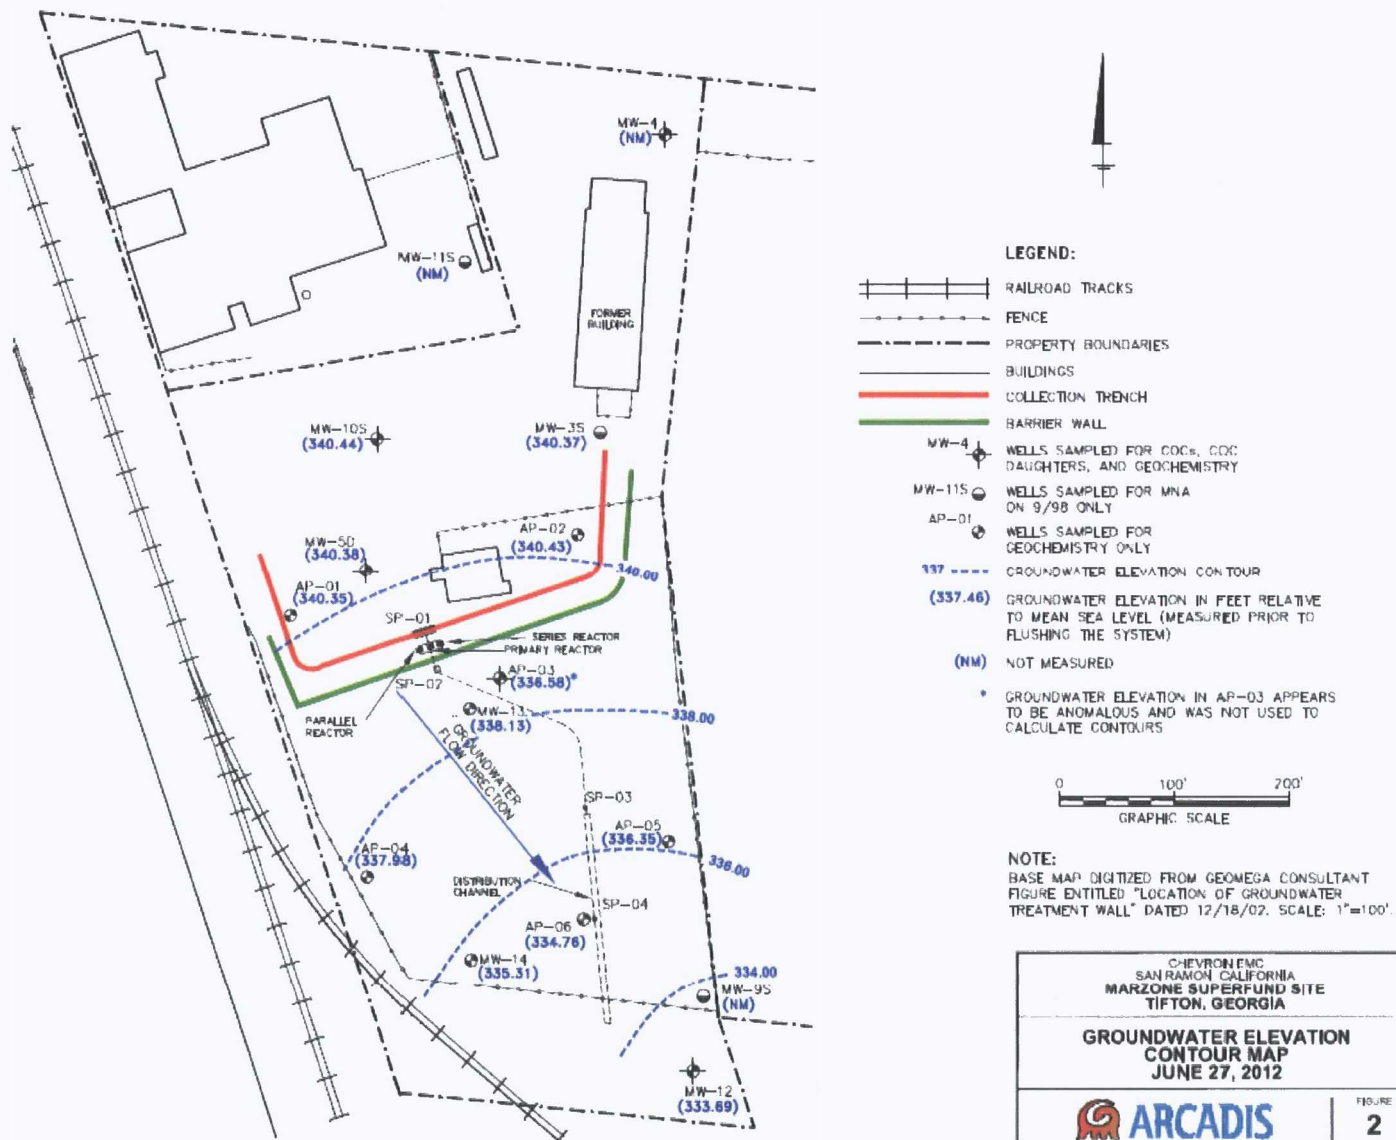 MW-4
(NM)
MW-11S
(NM)
FORMER
BUILDING
MW-10S
(340.44)
MW-3S
(340.37)
AP-02
(340.43)
MW-5D
(340.38)
AP-01
(340.35)
340.00
SP-01
SERIES REACTOR
PRIMARY REACTOR
AP-03
(336.58)*
SP-02
PARALLEL
REACTOR
MW-13
(338.13)
338.00
GROUNDWATER
FLOW DIRECTION
SP-03
AP-05
(336.35)
336.00
AP-04
(337.98)
DISTRIBUTION
CHANNEL
SP-04
AP-06
(334.76)
MW-14
(335.31)
334.00
MW-9S
(NM)
MW-12
(333.69)
LEGEND:
RAILROAD TRACKS
FENCE
PROPERTY BOUNDARIES
BUILDINGS
COLLECTION TRENCH
BARRIER WALL
MW-4 WELLS SAMPLED FOR COCs, COC
DAUGHTERS, AND GEOCHEMISTRY
MW-11S WELLS SAMPLED FOR MNA
ON 9/98 ONLY
AP-01 WELLS SAMPLED FOR
GEOCHEMISTRY ONLY
337 GROUNDWATER ELEVATION CONTOUR
(337.46) GROUNDWATER ELEVATION IN FEET RELATIVE
TO MEAN SEA LEVEL (MEASURED PRIOR TO
FLUSHING THE SYSTEM)
(NM) NOT MEASURED
* GROUNDWATER ELEVATION IN AP-03 APPEARS
TO BE ANOMALOUS AND WAS NOT USED TO
CALCULATE CONTOURS
0 100' 200'
GRAPHIC SCALE
NOTE:
BASE MAP DIGITIZED FROM GEOMEGA CONSULTANT
FIGURE ENTITLED "LOCATION OF GROUNDWATER
TREATMENT WALL" DATED 12/18/02. SCALE: 1"=100'.
CHEVRON EMC
SAN RAMON CALIFORNIA
MARZONE SUPERFUND SITE
TIFTON, GEORGIA
GROUNDWATER ELEVATION
CONTOUR MAP
JUNE 27, 2012
ARCADIS
FIGURE
2